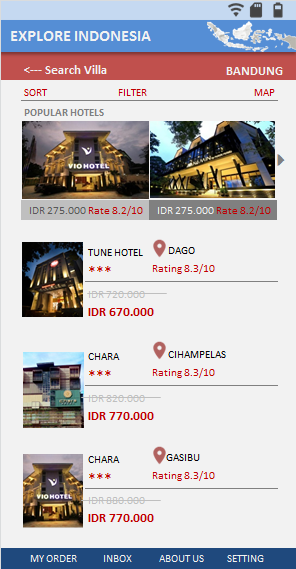 EXPLORE INDONESIA
<--- Search Villa BANDUNG
SORT FILTER MAP
POPULAR HOTELS
VIO HOTEL
IDR 275.000 Rate 8.2/10 IDR 275.000 Rate 8.2/10
TUNE HOTEL DAGO
*** Rating 8.3/10
IDR 720.000
IDR 670.000
CHARA CIHAMPELAS
*** Rating 8.3/10
IDR 820.000
IDR 770.000
CHARA GASIBU
*** Rating 8.3/10
VIO HOTEL
IDR 880.000
IDR 770.000
MY ORDER INBOX ABOUT US SETTING